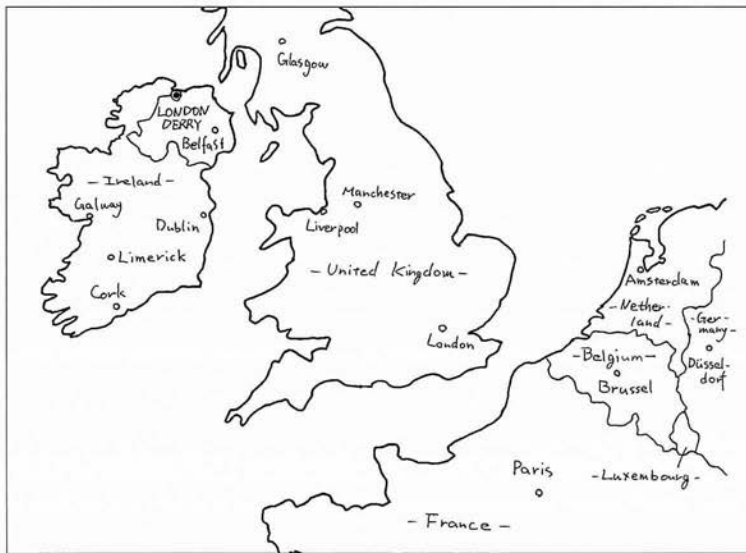 Glasgow
LONDON
DERRY
Belfast
- Ireland -
Galway
Dublin
Limerick
Cork
Manchester
Liverpool
- United Kingdom -
London
Amsterdam
- Nether-
land -
- Ger-
many -
Düssel-
dorf
- Belgium -
Brussel
- Luxembourg -
Paris
- France -